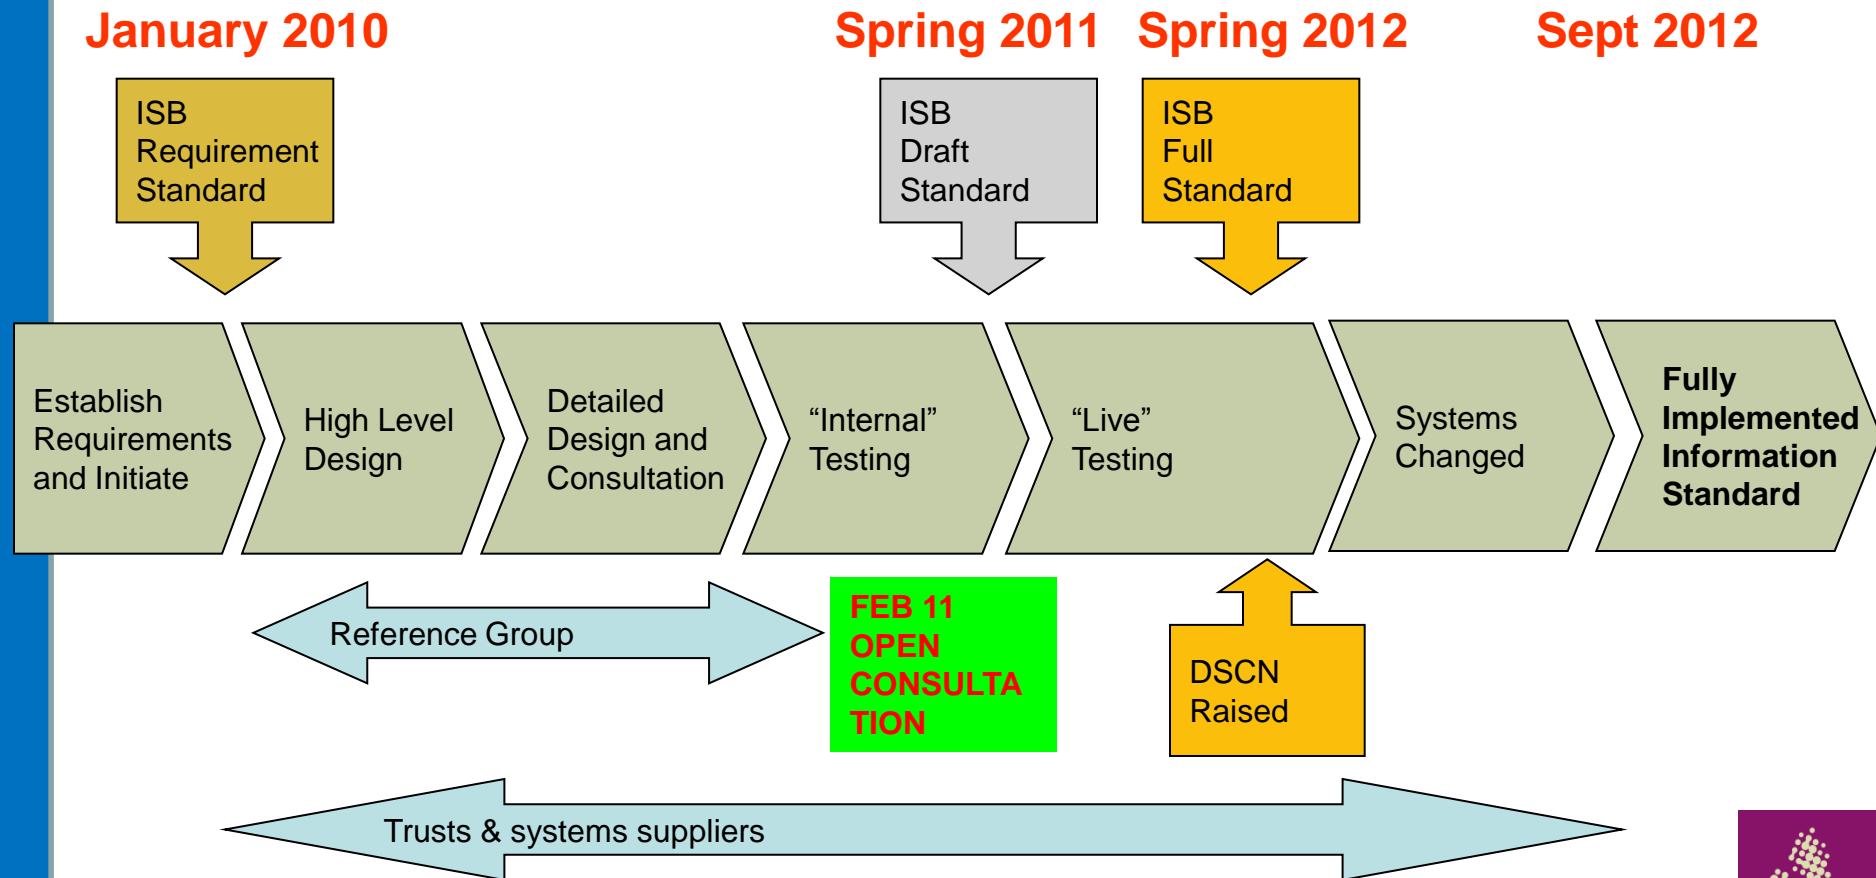 January 2010
Spring 2011
Spring 2012
Sept 2012
ISB
Requirement
Standard
ISB
Draft
Standard
ISB
Full
Standard
Establish
Requirements
and Initiate
High Level
Design
Detailed
Design and
Consultation
“Internal”
Testing
“Live”
Testing
Systems
Changed
Fully
Implemented
Information
Standard
Reference Group
FEB 11
OPEN
CONSULTA
TION
DSCN
Raised
Trusts & systems suppliers